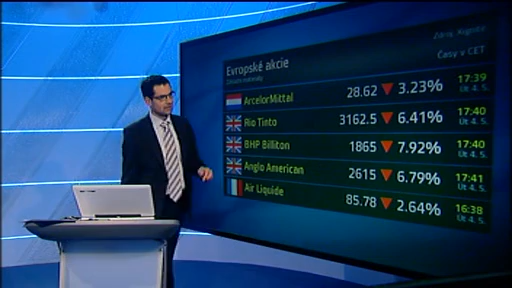 Zdroj: Kygoto
Evropské akcie
Časy v CET
Základní materiály
ArcelorMittal 28.62 3.23% 17:39 Út 4. 5.
Rio Tinto 3162.5 6.41% 17:40 Út 4. 5.
BHP Billiton 1865 7.92% 17:40 Út 4. 5.
Anglo American 2615 6.79% 17:41 Út 4. 5.
Air Liquide 85.78 2.64% 16:38 Út 4. 5.